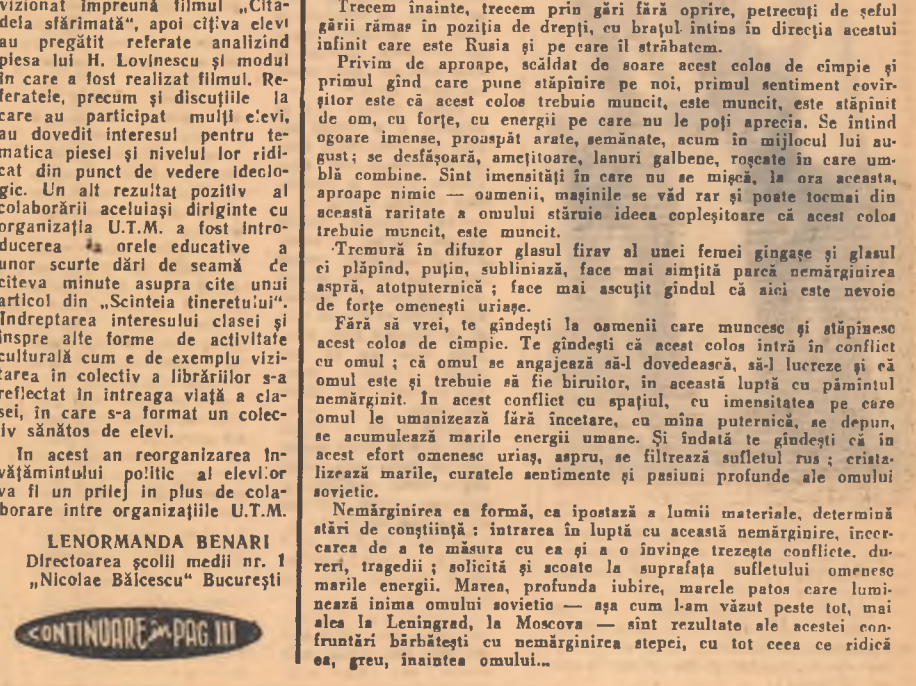 vizionat împreună filmul „Cita-
dela sfărîmată“, apoi cîțiva elevi
au pregătit referate analizînd
piesa lui H. Lovinescu și modul
în care a fost realizat filmul. Re-
feratele, precum și discuțiile la
care au participat mulți elevi,
au dovedit interesul pentru te-
matica piesei și nivelul lor ridi-
cat din punct de vedere ideolo-
gic. Un alt rezultat pozitiv al
colaborării aceluiași diriginte cu
organizația U.T.M. a fost intro-
ducerea la orele educative a
unor scurte dări de seamă de
cîteva minute asupra cîte unui
articol din „Scînteia tineretului“.
Îndreptarea interesului clasei și
înspre alte forme de activitate
culturală cum e de exemplu vizi-
tarea în colectiv a librăriilor s-a
reflectat în întreaga viață a cla-
sei, în care s-a format un colec-
tiv sănătos de elevi.
In acest an reorganizarea în-
vățămîntului politic al elevilor
va fi un prilej în plus de cola-
borare între organizațiile U.T.M.
LENORMANDA BENARI
Directoarea școlii medii nr. 1
„Nicolae Bălcescu“ București
CONTINUARE în PAG. III
Trecem înainte, trecem prin gări fără oprire, petrecuți de șeful
gării rămas în poziția de drepți, cu brațul întins în direcția acestui
infinit care este Rusia și pe care îl străbatem.
Privim de aproape, scăldat de soare acest colos de cîmpie și
primul gînd care pune stăpînire pe noi, primul sentiment covîr-
șitor este că acest colos trebuie muncit, este muncit, este stăpînit
de om, cu forțe, cu energii pe care nu le poți aprecia. Se întind
ogoare imense, prouspăt arate, semănate, acum în mijlocul lui au-
gust; se desfășoară, amețitoare, lanuri galbene, roșcate în care um-
blă combine. Sînt imensități în care nu se mișcă, la ora aceasta,
aproape nimic — oamenii, mașinile se văd rar și poate tocmai din
această raritate a omului stăruie ideea copleșitoare că acest colos
trebuie muncit, este muncit.
Tremură în difuzor glasul firav al unei femei gingașe și glasul
ei plăpînd, puțin, subliniază, face mai simțită parcă nemărginirea
aspră, atotputernică ; face mai ascuțit gîndul că aici este nevoie
de forțe omenești uriașe.
Fără să vrei, te gîndești la oamenii care muncesc și stăpînesc
acest colos de cîmpie. Te gîndești că acest colos intră în conflict
cu omul ; că omul se angajează să-l dovedească, să-l lucreze și că
omul este și trebuie să fie biruitor, în această luptă cu pămîntul
nemărginit. In acest conflict cu spațiul, cu imensitatea pe care
omul le umanizează fără încetare, cu mîna puternică, se depun,
se acumulează marile energii umane. Și îndată te gîndești că în
acest efort omenesc uriaș, aspru, se filtrează sufletul rus ; crista-
lizează marile, curatele sentimente și pasiuni profunde ale omului
sovietic.
Nemărginirea ca formă, ca ipostază a lumii materiale, determină
stări de conștiință ; intrarea în luptă cu această nemărginire, incer-
carea de a te măsura cu ea și a o învinge trezește conflicte, du-
reri, tragedii ; solicită și scoate la suprafața sufletului omenesc
marile energii. Marea, profunda iubire, marele patos care lumi-
nează inima omului sovietic — așa cum l-am văzut peste tot, mai
ales la Leningrad, la Moscova — sînt rezultate ale acestei con-
fruntări bărbătești cu nemărginirea stepei, cu tot ceea ce ridică
ea, greu, înaintea omului...